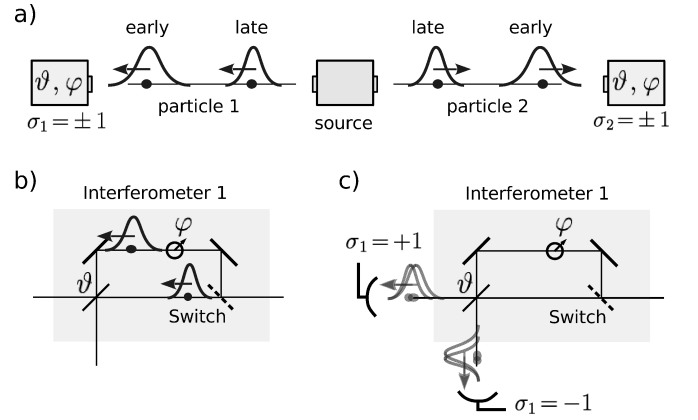 a)
early late late early
ϑ, φ ϑ, φ
particle 1 particle 2
σ₁ = ± 1 source σ₂ = ± 1
b) c)
Interferometer 1 Interferometer 1
φ φ
σ₁ = +1
ϑ ϑ
Switch Switch
σ₁ = −1